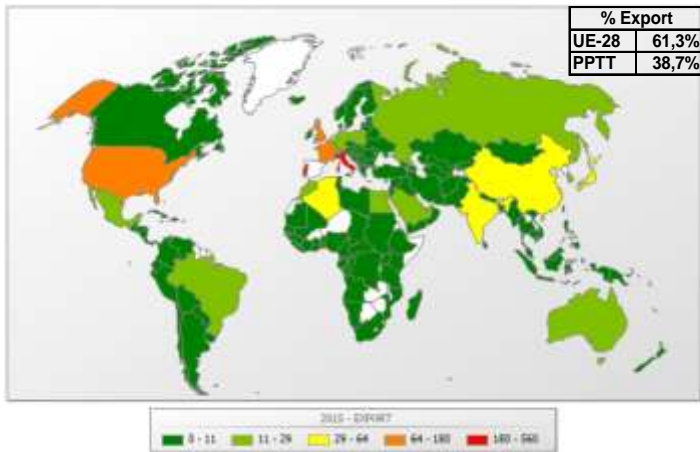 % Export
UE-28 61,3%
PPTT 38,7%
2015 - EXPORT
0 - 11
11 - 29
29 - 64
64 - 180
180 - 560